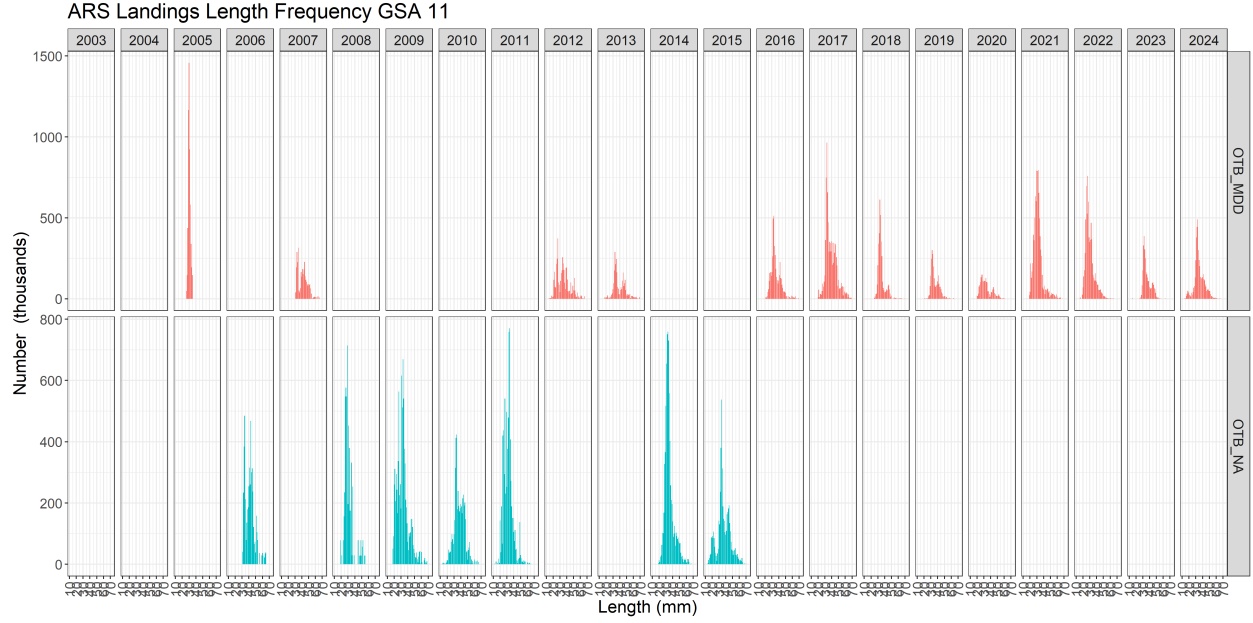 ARS Landings Length Frequency GSA 11
2003 2004 2005 2006 2007 2008 2009 2010 2011 2012 2013 2014 2015 2016 2017 2018 2019 2020 2021 2022 2023 2024
1500
1000
500
0
OTB_MDD
800
600
400
200
0
OTB_NA
Number (thousands)
Length (mm)